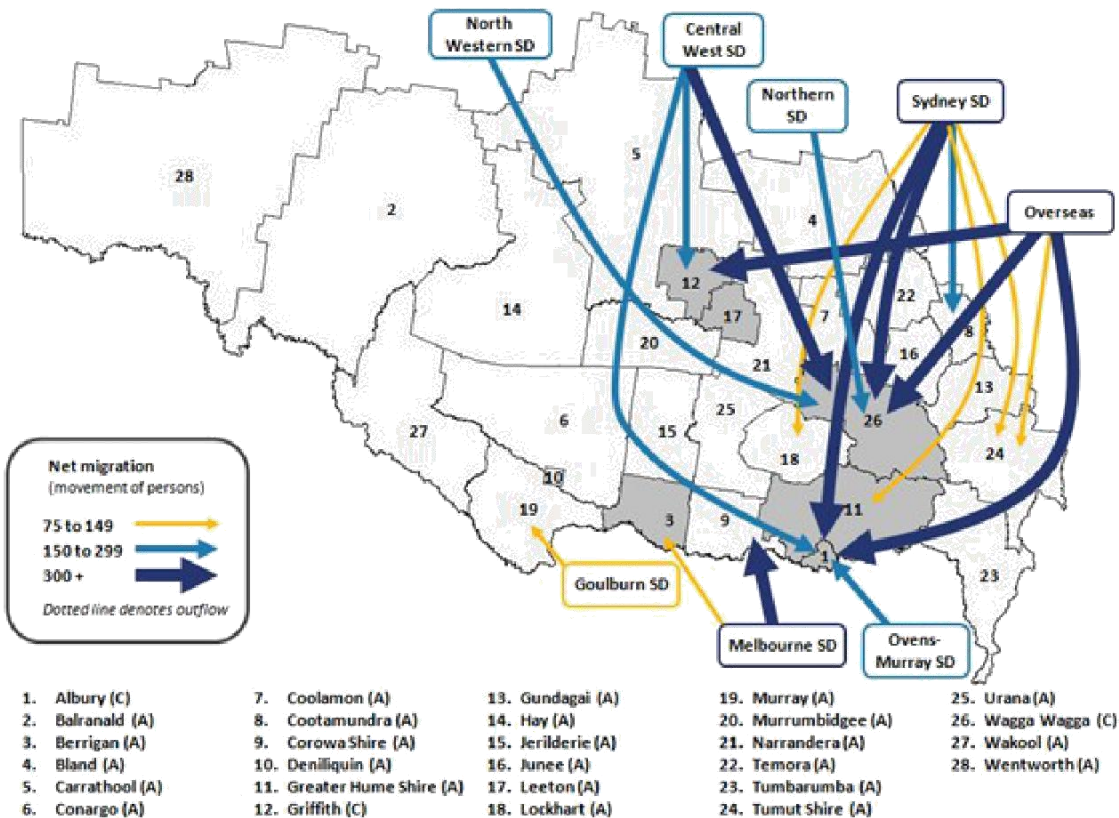 North
Western SD
Central
West SD
Northern
SD
Sydney SD
Overseas
28
2
5
4
12
17
14
20
7
22
8
16
21
13
25
26
6
15
27
18
24
10
19
3
9
11
1
23
Net migration
(movement of persons)
75 to 149
150 to 299
300 +
Dotted line denotes outflow
Goulburn SD
Melbourne SD
Ovens-
Murray SD
1. Albury (C)
2 Balranald (A)
3. Berrigan (A)
4 Bland (A)
5. Carrathool (A)
6. Conargo (A)
7. Coolamon (A)
8. Cootamundra (A)
9. Corowa Shire (A)
10. Deniliquin (A)
11. Greater Hume Shire (A)
12. Griffith (C)
13. Gundagai (A)
14. Hay (A)
15. Jerilderie (A)
16. Junee (A)
17. Leeton (A)
18. Lockhart (A)
19. Murray (A)
20. Murrumbidgee (A)
21. Narrandera (A)
22. Temora (A)
23. Tumbarumba (A)
24. Tumut Shire (A)
25. Urana (A)
26. Wagga Wagga (C)
27. Wakool (A)
28. Wentworth (A)